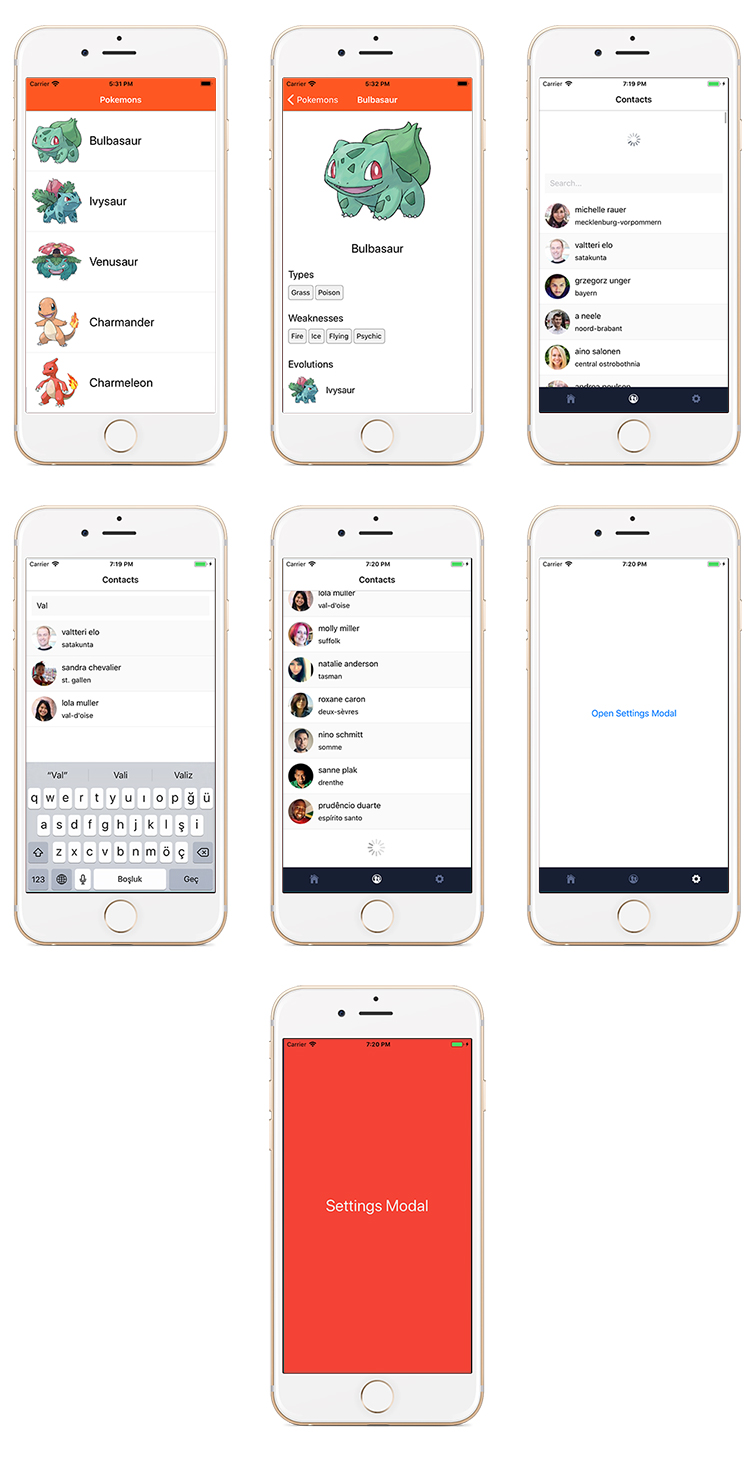 Carrier 5:31 PM
Pokemons
Bulbasaur
Ivysaur
Venusaur
Charmander
Charmeleon
Carrier 5:32 PM
Pokemons Bulbasaur
Bulbasaur
Types
Grass Poison
Weaknesses
Fire Ice Flying Psychic
Evolutions
Ivysaur
Carrier 7:19 PM
Contacts
Search...
michelle rauer
mecklenburg-vorpommern
valtteri elo
satakunta
grzegorz unger
bayern
a neele
noord-brabant
aino salonen
central ostrobothnia
andrea poulsen
Carrier 7:19 PM
Contacts
Val
valtteri elo
satakunta
sandra chevalier
st. gallen
lola muller
val-d'oise
“Val” Vali Valiz
q w e r t y u ı o p ğ ü
a s d f g h j k l ş i
z x c v b n m ö ç
123 Boşluk Geç
Carrier 7:20 PM
Contacts
lola muller
val-d'oise
molly miller
suffolk
natalie anderson
tasman
roxane caron
deux-sèvres
nino schmitt
somme
sanne plak
drenthe
prudêncio duarte
espírito santo
Carrier 7:20 PM
Open Settings Modal
Carrier 7:20 PM
Settings Modal